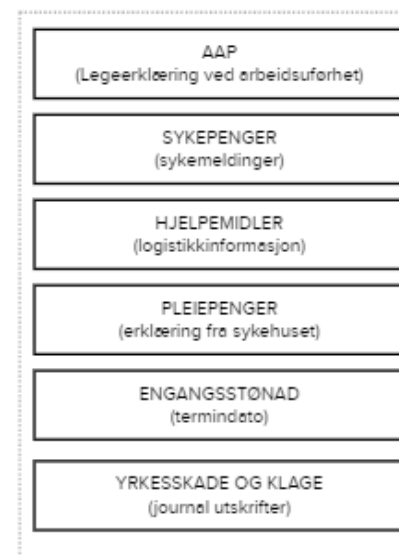 AAP
(Legeerklæring ved arbeidsuførhet)
SYKEPENGER
(sykemeldinger)
HJELPEMIDLER
(logistikkinformasjon)
PLEIEPENGER
(erklæring fra sykehuset)
ENGANGSSTØNAD
(termindato)
YRKESSKADE OG KLAGE
(journal utskrifter)